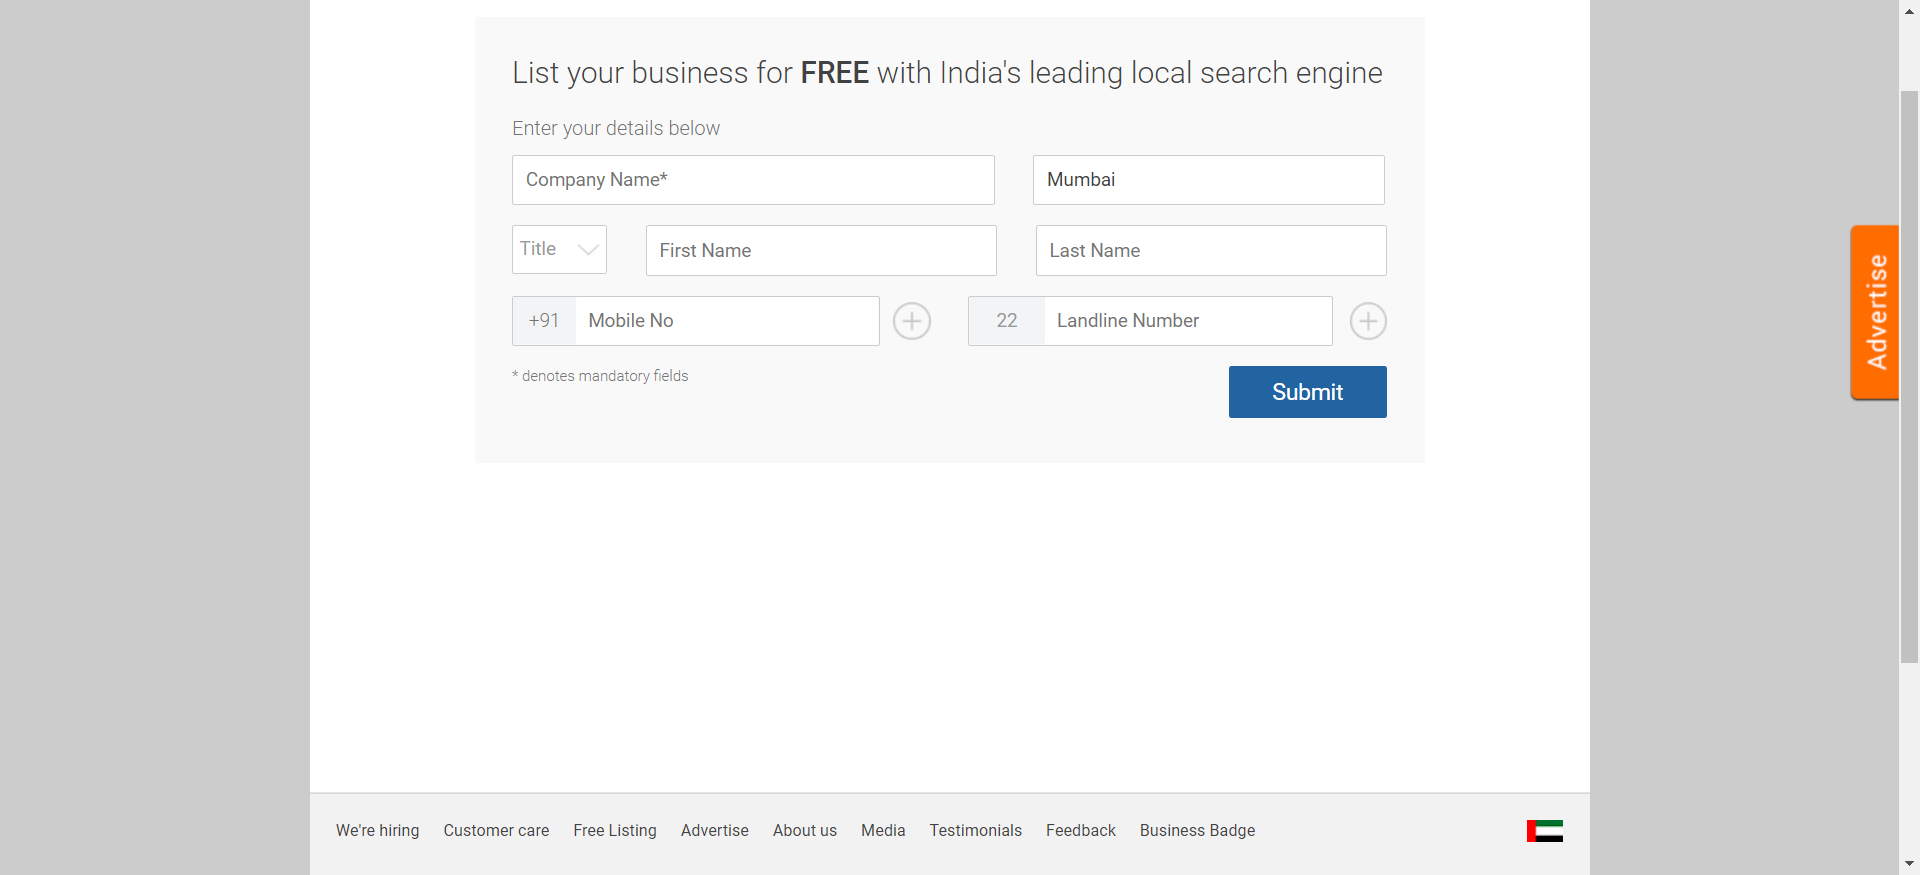 List your business for FREE with India's leading local search engine
Enter your details below
Company Name*
Mumbai
Title
First Name
Last Name
+91
Mobile No
22
Landline Number
* denotes mandatory fields
Submit
Advertise
We're hiring
Customer care
Free Listing
Advertise
About us
Media
Testimonials
Feedback
Business Badge